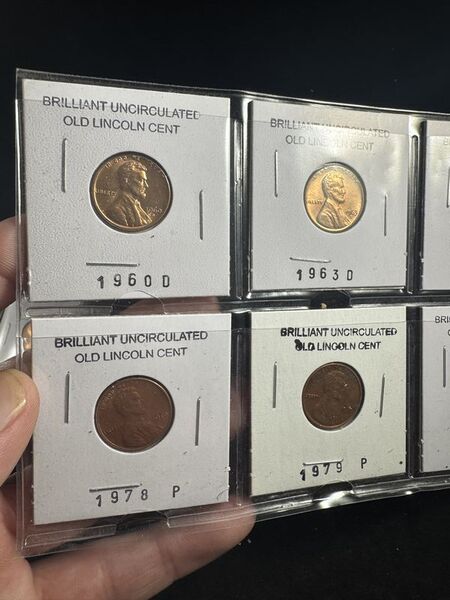 BRILLIANT UNCIRCULATED
OLD LINCOLN CENT
1960 D
BRILLIANT UNCIRCULATED
OLD LINCOLN CENT
1963 D
BRILLIANT UNCIRCULATED
OLD LINCOLN CENT
1978 P
BRILLIANT UNCIRCULATED
OLD LINCOLN CENT
1979 P